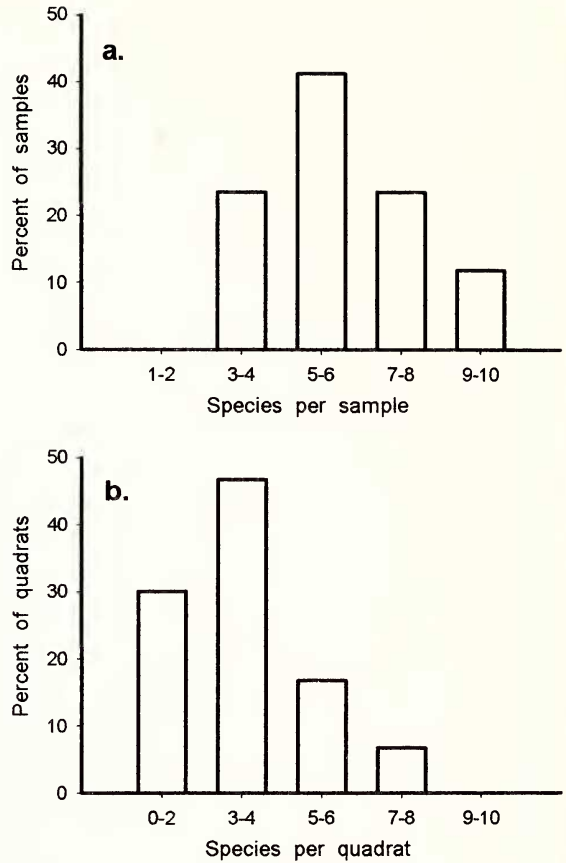 a.
Percent of samples
50
40
30
20
10
0
1-2 3-4 5-6 7-8 9-10
Species per sample
b.
Percent of quadrats
50
40
30
20
10
0
0-2 3-4 5-6 7-8 9-10
Species per quadrat